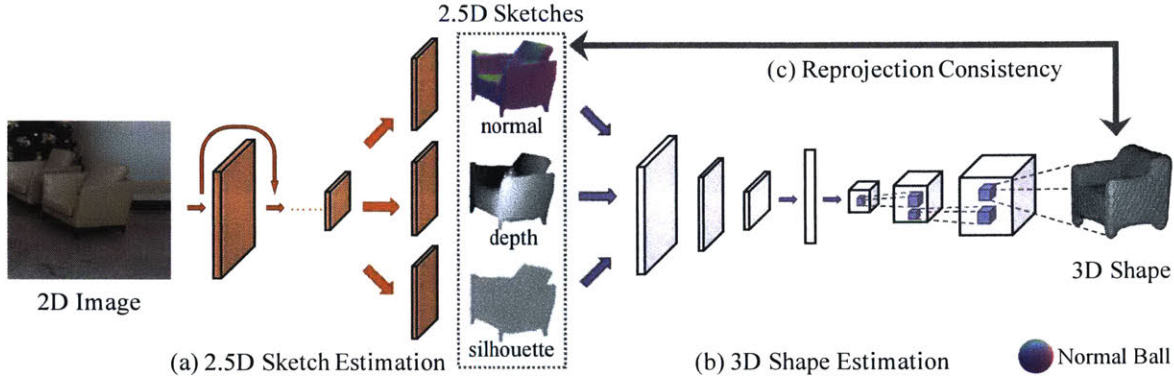 2.5D Sketches
(c) Reprojection Consistency
normal
depth
silhouette
2D Image
3D Shape
(a) 2.5D Sketch Estimation
(b) 3D Shape Estimation
Normal Ball